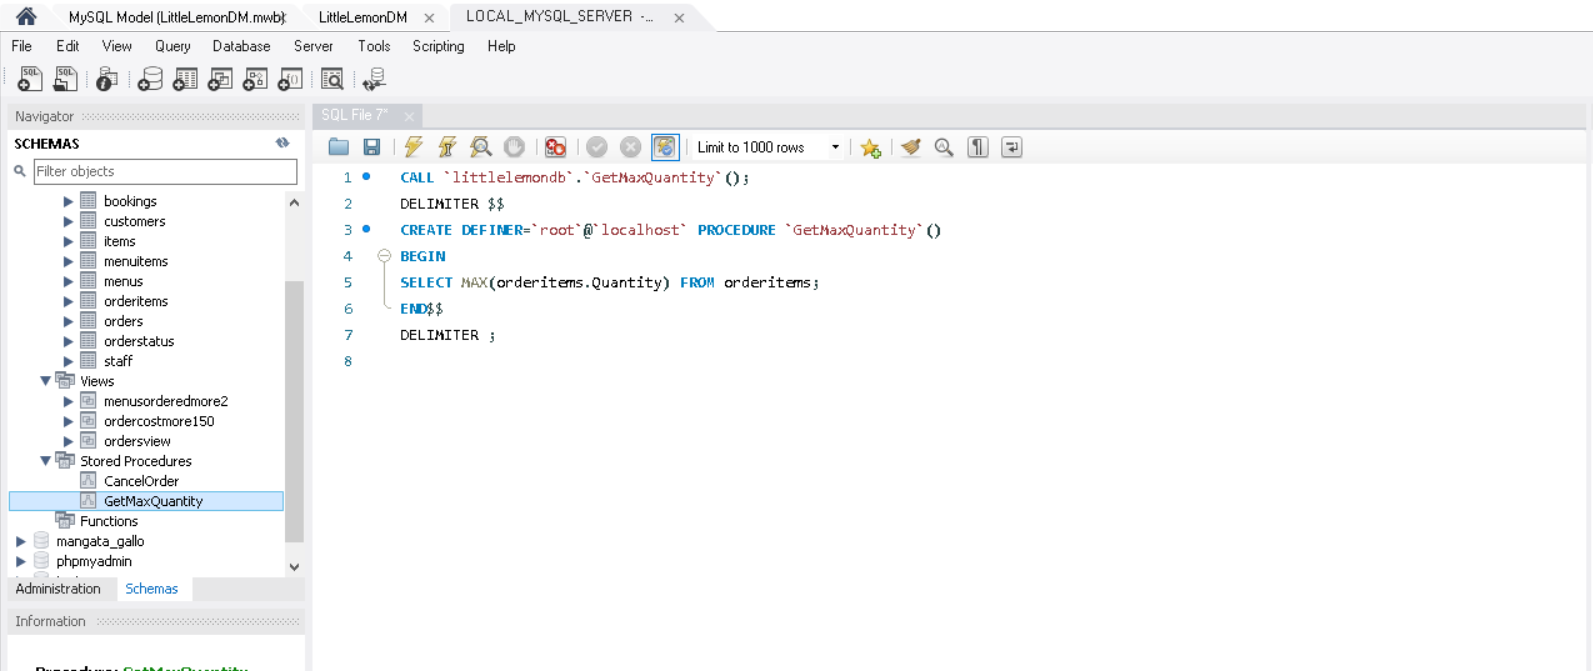 MySQL Model (LittleLemonDM.mwb)
LittleLemonDM
LOCAL_MYSQL_SERVER -...
File Edit View Query Database Server Tools Scripting Help
Navigator
SCHEMAS
Filter objects
bookings
customers
items
menuitems
menus
orderitems
orders
orderstatus
staff
Views
menusorderedmore2
ordercostmore150
ordersview
Stored Procedures
CancelOrder
GetMaxQuantity
Functions
mangata_gallo
phpmyadmin
Administration Schemas
Information
Procedure: GetMaxQuantity
SQL File 7*
Limit to 1000 rows
1 CALL `littlelemondb`.`GetMaxQuantity`();
2 DELIMITER $$
3 CREATE DEFINER=`root`@`localhost` PROCEDURE `GetMaxQuantity`()
4 BEGIN
5 SELECT MAX(orderitems.Quantity) FROM orderitems;
6 END$$
7 DELIMITER ;
8